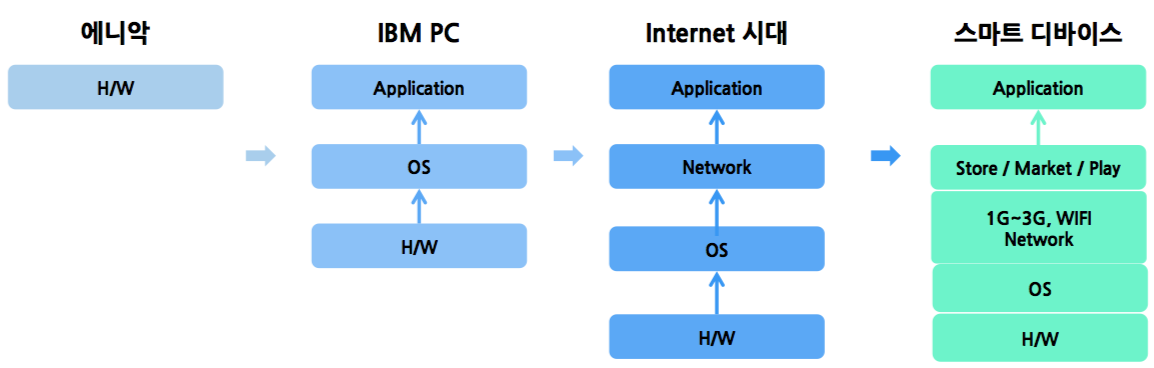 에니악
H/W
IBM PC
Application
OS
H/W
Internet 시대
Application
Network
OS
H/W
스마트 디바이스
Application
Store / Market / Play
1G~3G, WIFI
Network
OS
H/W